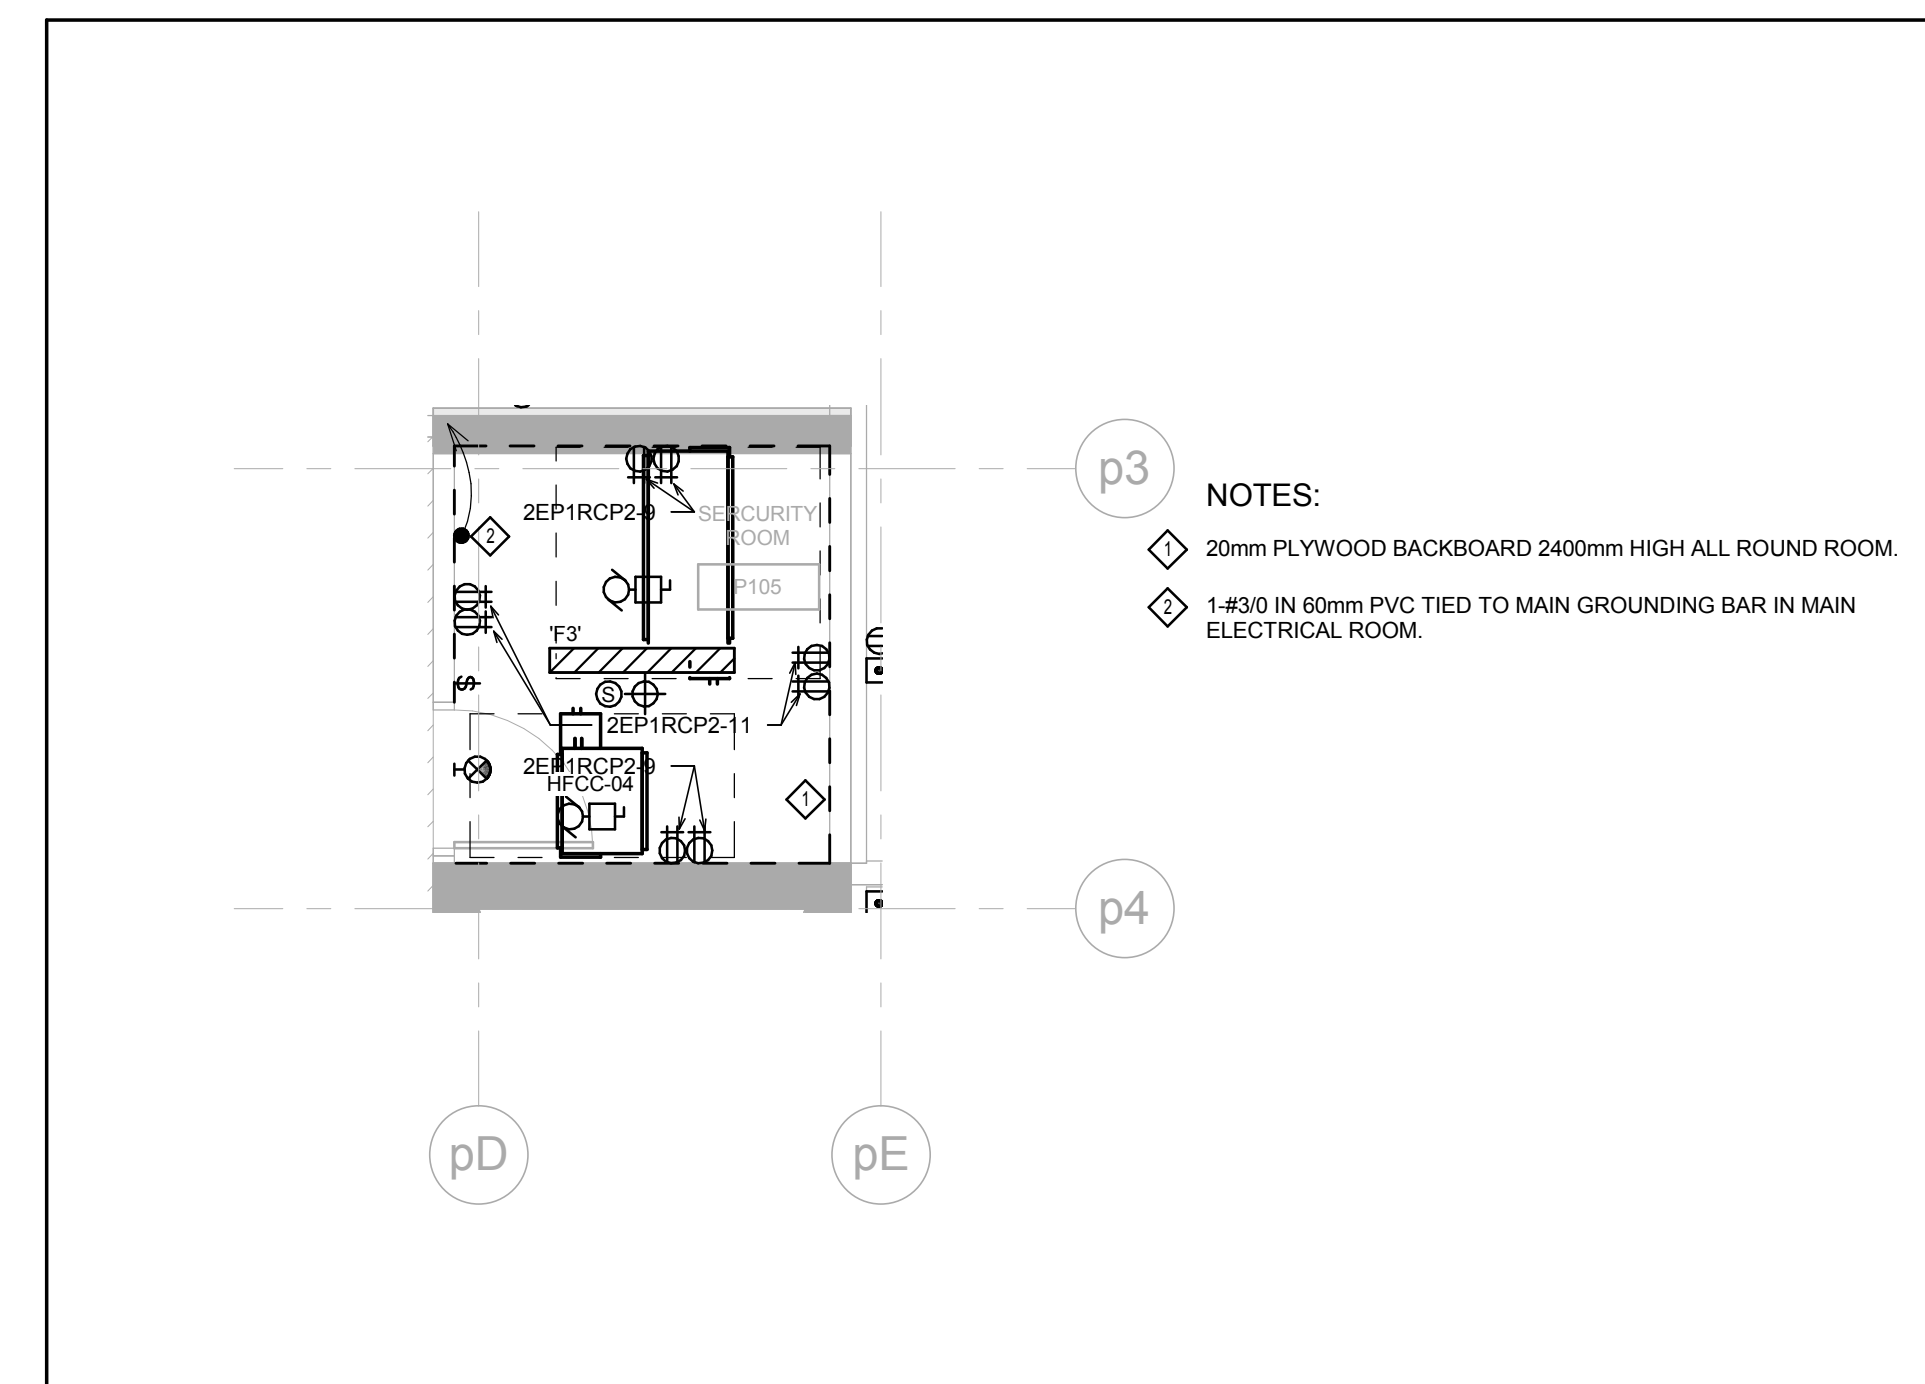 p3
NOTES:
2EP1RCP2-9
SERCURITY
ROOM
2
1 20mm PLYWOOD BACKBOARD 2400mm HIGH ALL ROUND ROOM.
P105
2 1-#3/0 IN 60mm PVC TIED TO MAIN GROUNDING BAR IN MAIN
ELECTRICAL ROOM.
'F3'
$
S
2EP1RCP2-11
2EP1RCP2-9
HFCC-04
1
p4
pD
pE